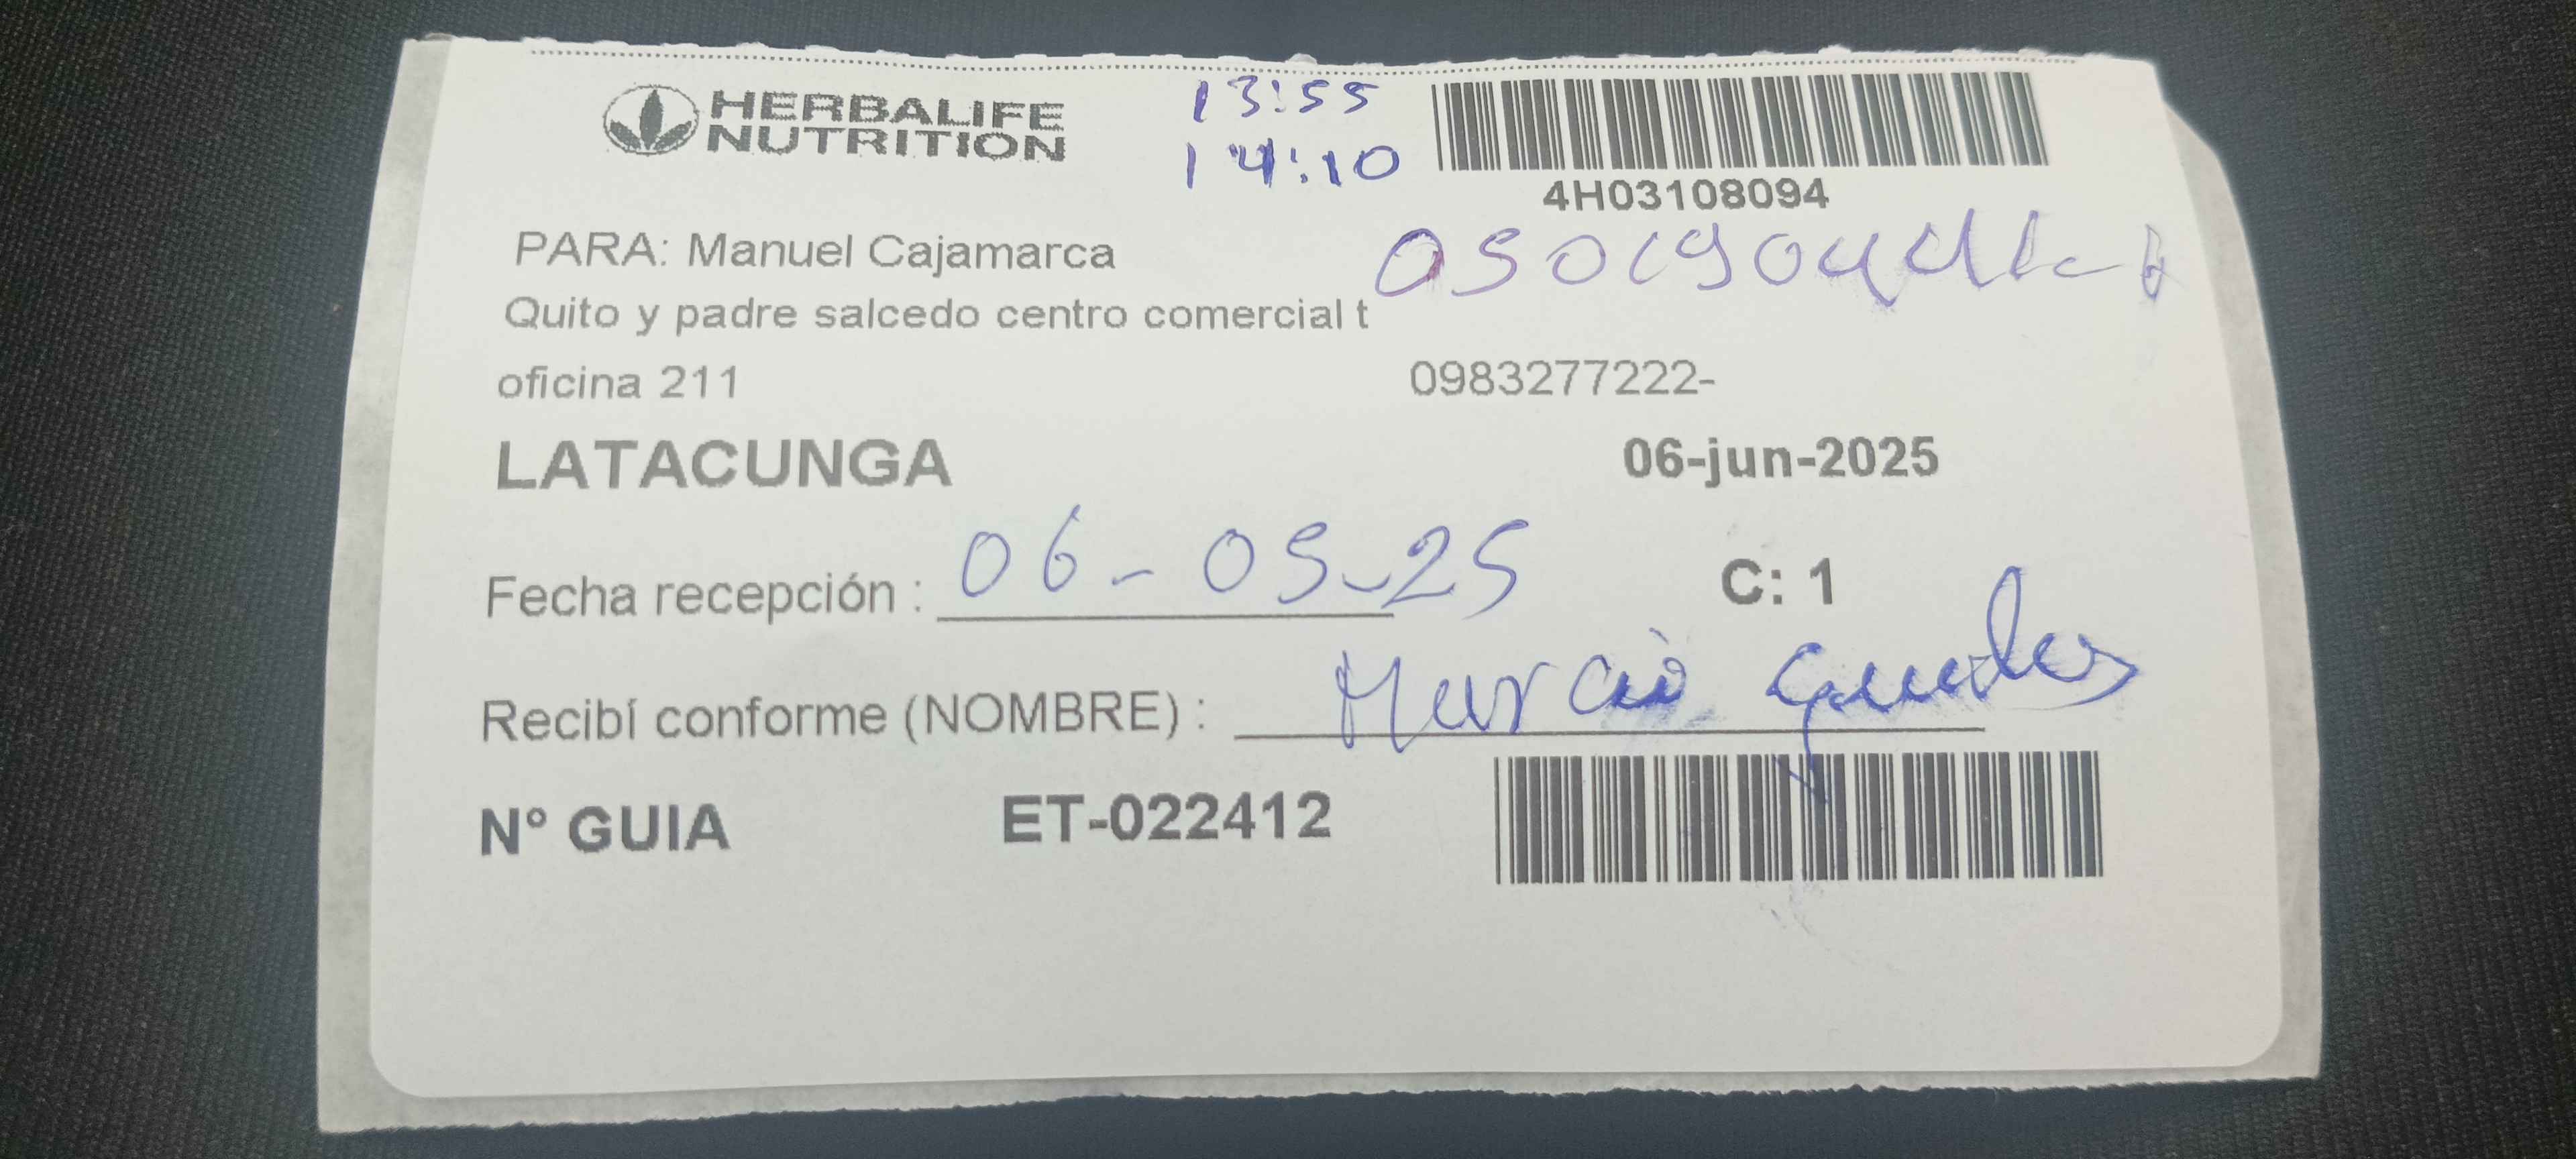 HERBALIFE
NUTRITION
13:55
14:10
4H03108094
PARA: Manuel Cajamarca
Quito y padre salcedo centro comercial t
oficina 211
0983277222-
LATACUNGA
06-jun-2025
Fecha recepción : 06-05-25
C: 1
Recibí conforme (NOMBRE) :
N° GUIA
ET-022412